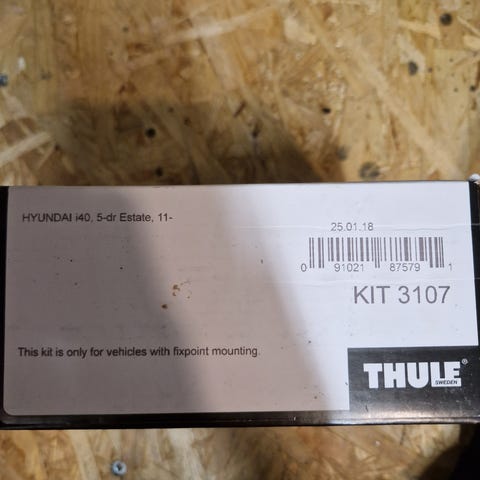 HYUNDAI i40, 5-dr Estate, 11-
25.01.18
0 91021 87579 1
KIT 3107
This kit is only for vehicles with fixpoint mounting.
THULE®
SWEDEN